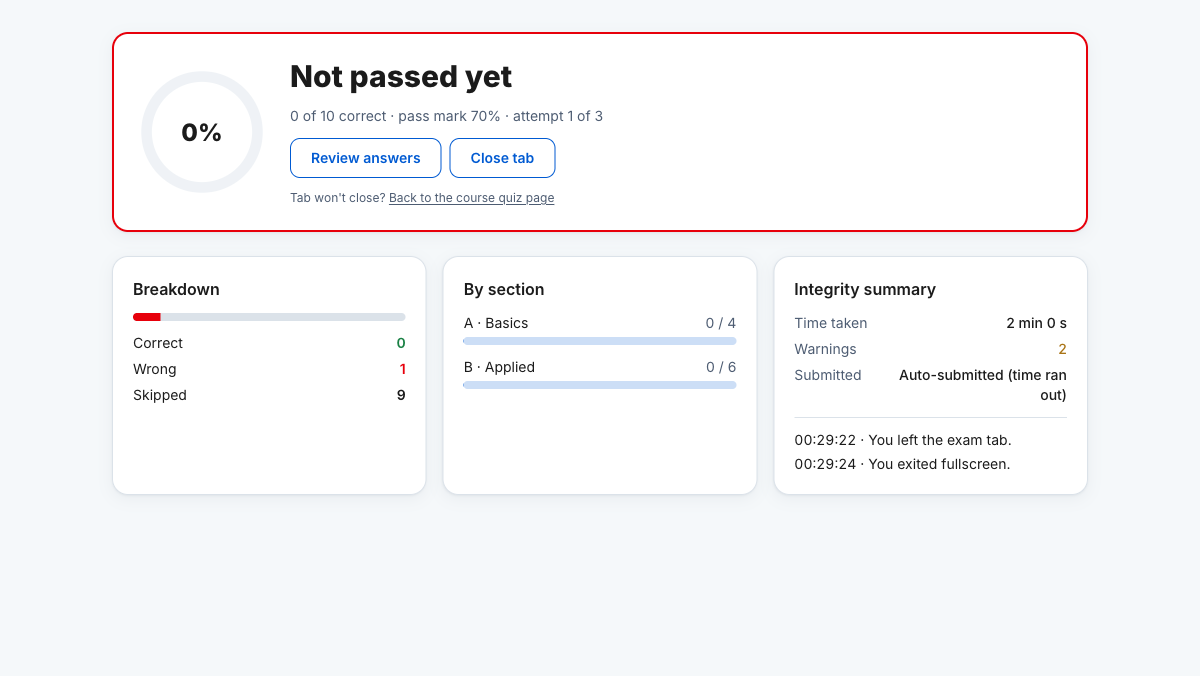 0%
Not passed yet
0 of 10 correct · pass mark 70% · attempt 1 of 3
Review answers
Close tab
Tab won't close? Back to the course quiz page
Breakdown
Correct 0
Wrong 1
Skipped 9
By section
A · Basics 0 / 4
B · Applied 0 / 6
Integrity summary
Time taken 2 min 0 s
Warnings 2
Submitted Auto-submitted (time ran
out)
00:29:22 · You left the exam tab.
00:29:24 · You exited fullscreen.